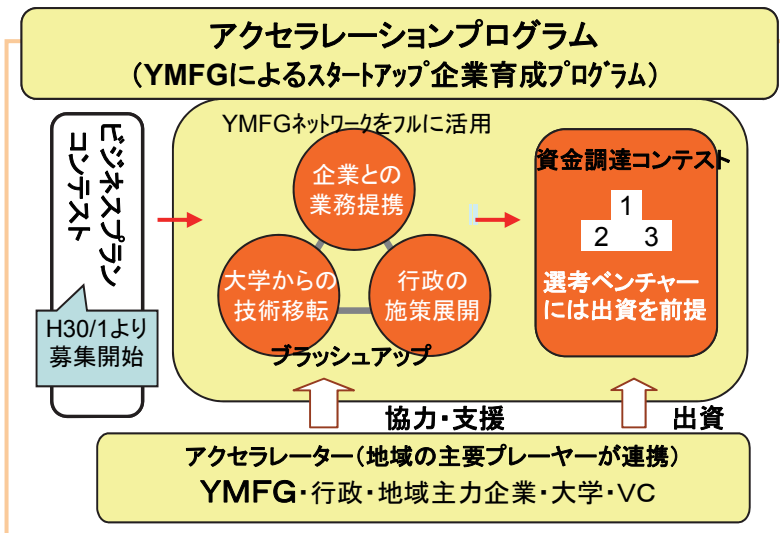 アクセラレーションプログラム
(YMFGによるスタートアップ企業育成プログラム)
ビジネスプラン
コンテスト
H30/1より
募集開始
YMFGネットワークをフルに活用
企業との
業務提携
大学からの
技術移転
行政の
施策展開
ブラッシュアップ
資金調達コンテスト
1
2 3
選考ベンチャー
には出資を前提
協力・支援
出資
アクセラレーター(地域の主要プレーヤーが連携)
YMFG・行政・地域主力企業・大学・VC